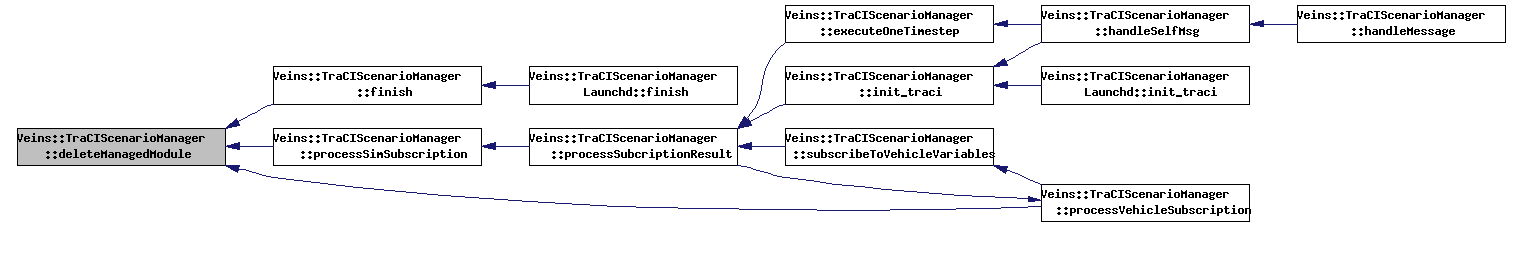 Veins::TraCIScenarioManager
::executeOneTimestep
Veins::TraCIScenarioManager
::handleSelfMsg
Veins::TraCIScenarioManager
::handleMessage
Veins::TraCIScenarioManager
::finish
Veins::TraCIScenarioManager
Launchd::finish
Veins::TraCIScenarioManager
::init_traci
Veins::TraCIScenarioManager
Launchd::init_traci
Veins::TraCIScenarioManager
::deleteManagedModule
Veins::TraCIScenarioManager
::processSimSubscription
Veins::TraCIScenarioManager
::processSubcriptionResult
Veins::TraCIScenarioManager
::subscribeToVehicleVariables
Veins::TraCIScenarioManager
::processVehicleSubscription